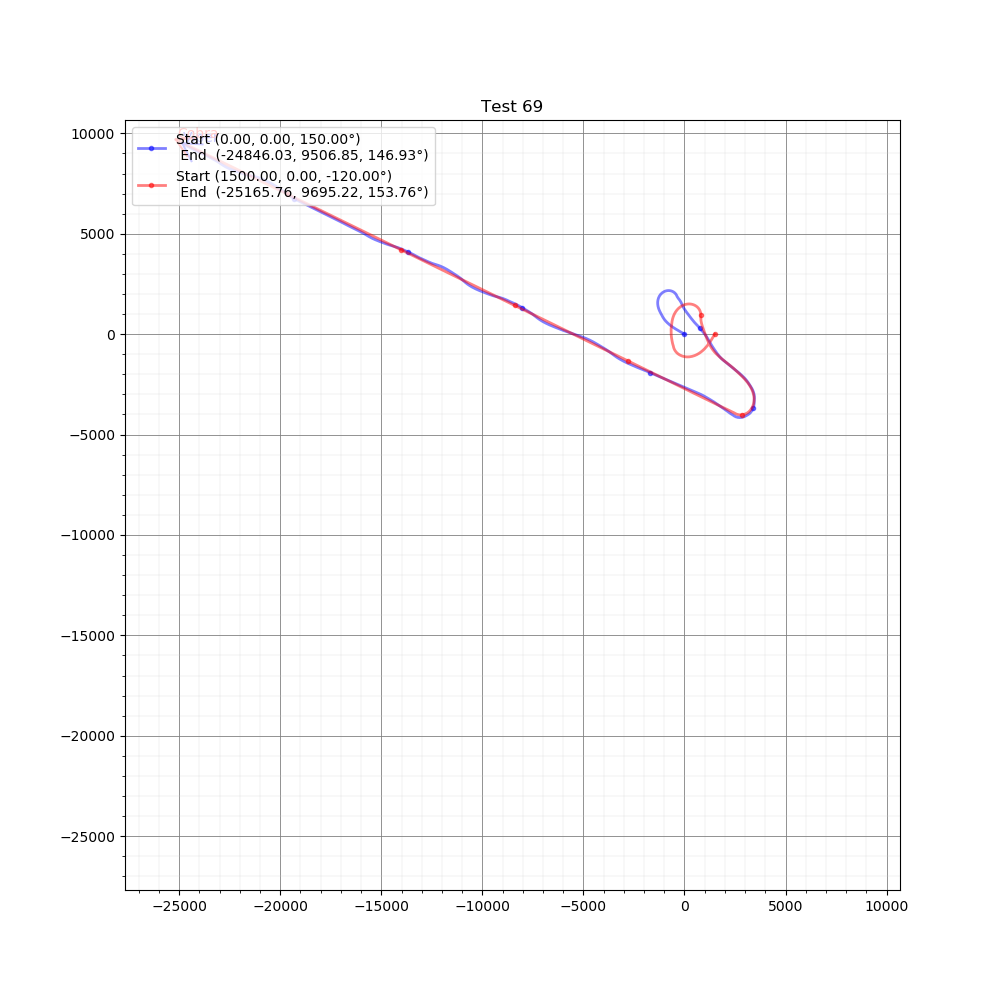 Test 69
Start (0.00, 0.00, 150.00°)
End (-24846.03, 9506.85, 146.93°)
Start (1500.00, 0.00, -120.00°)
End (-25165.76, 9695.22, 153.76°)
10000
5000
0
−5000
−10000
−15000
−20000
−25000
−25000 −20000 −15000 −10000 −5000 0 5000 10000